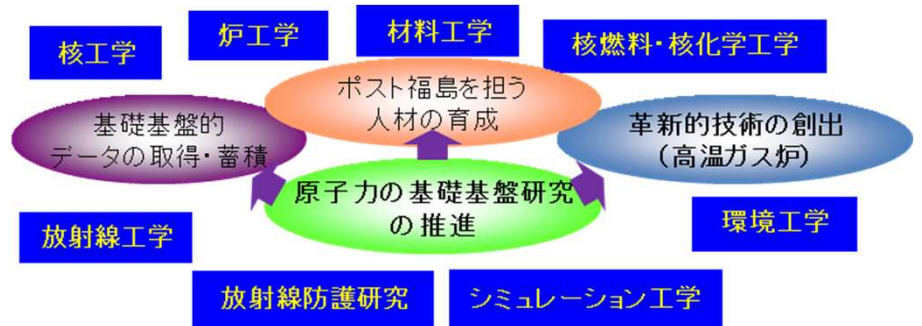 核工学
炉工学
材料工学
核燃料・核化学工学
ポスト福島を担う
人材の育成
基礎基盤的
データの取得・蓄積
革新的技術の創出
（高温ガス炉）
原子力の基礎基盤研究
の推進
放射線工学
環境工学
放射線防護研究
シミュレーション工学